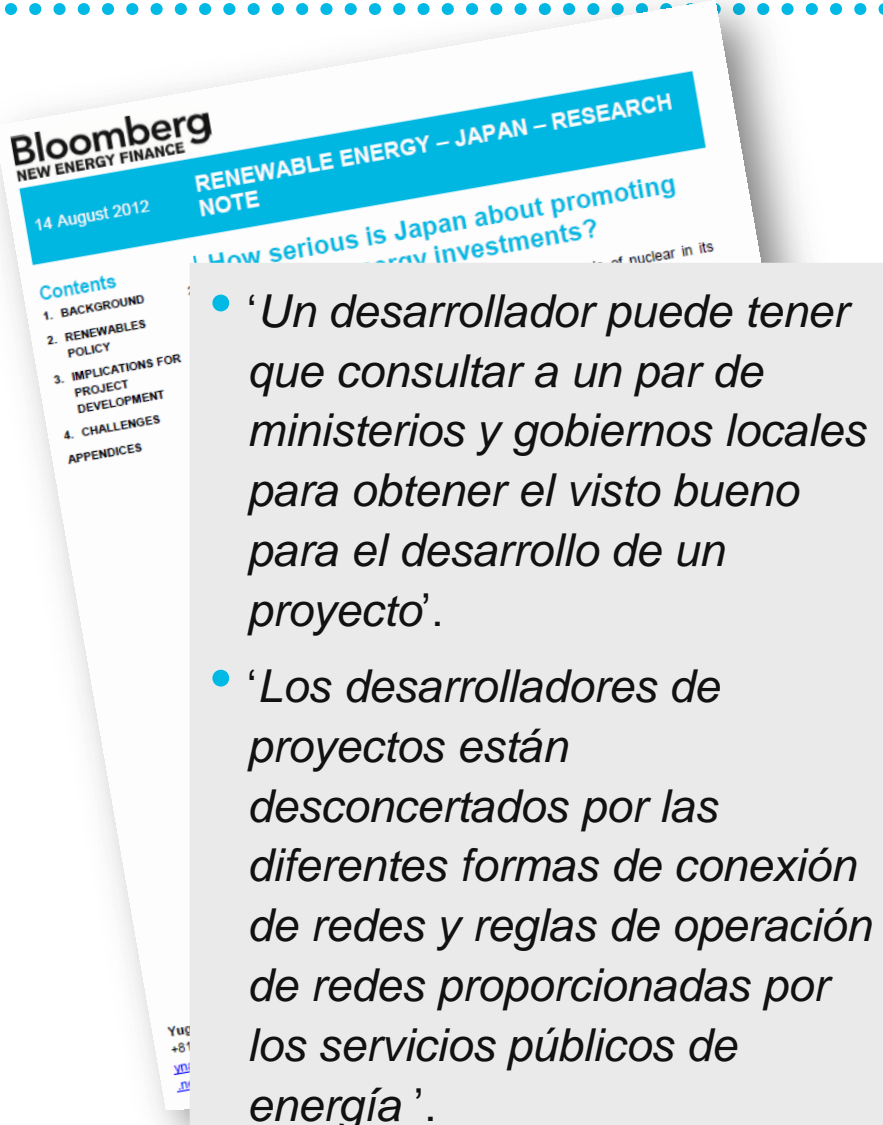 Bloomberg
NEW ENERGY FINANCE
14 August 2012
RENEWABLE ENERGY – JAPAN – RESEARCH
NOTE
How serious is Japan about promoting
investments?
of nuclear in its
Contents
1. BACKGROUND
2. RENEWABLES
POLICY
3. IMPLICATIONS FOR
PROJECT
DEVELOPMENT
4. CHALLENGES
APPENDICES
• ‘Un desarrollador puede tener
que consultar a un par de
ministerios y gobiernos locales
para obtener el visto bueno
para el desarrollo de un
proyecto’.
• ‘Los desarrolladores de
proyectos están
desconcertados por las
diferentes formas de conexión
de redes y reglas de operación
de redes proporcionadas por
los servicios públicos de
energía ’.
+81